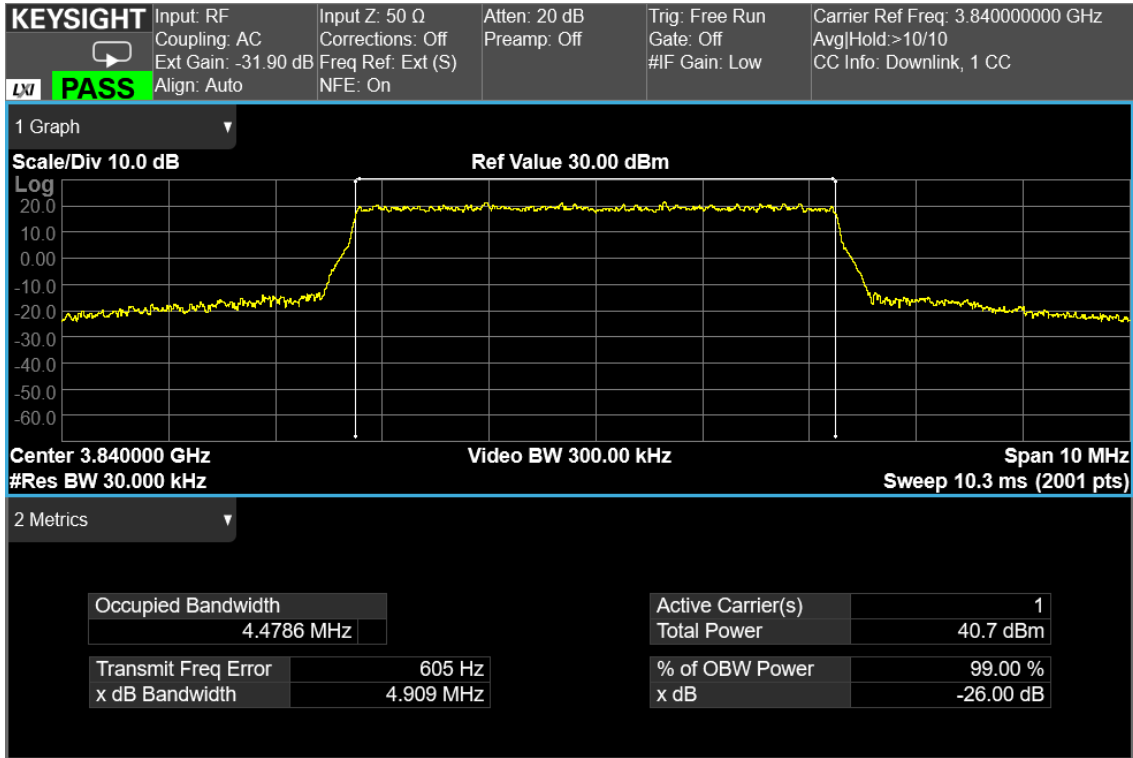 KEYSIGHT Input: RF Input Z: 50 Ω Atten: 20 dB Trig: Free Run Carrier Ref Freq: 3.840000000 GHz
Coupling: AC Corrections: Off Preamp: Off Gate: Off Avg|Hold:>10/10
Ext Gain: -31.90 dB Freq Ref: Ext (S) #IF Gain: Low CC Info: Downlink, 1 CC
LXI PASS Align: Auto NFE: On
1 Graph
Scale/Div 10.0 dB Ref Value 30.00 dBm
Log
20.0
10.0
0.00
-10.0
-20.0
-30.0
-40.0
-50.0
-60.0
Center 3.840000 GHz Video BW 300.00 kHz Span 10 MHz
#Res BW 30.000 kHz Sweep 10.3 ms (2001 pts)
2 Metrics
Occupied Bandwidth Active Carrier(s) 1
4.4786 MHz Total Power 40.7 dBm
Transmit Freq Error 605 Hz % of OBW Power 99.00 %
x dB Bandwidth 4.909 MHz x dB -26.00 dB